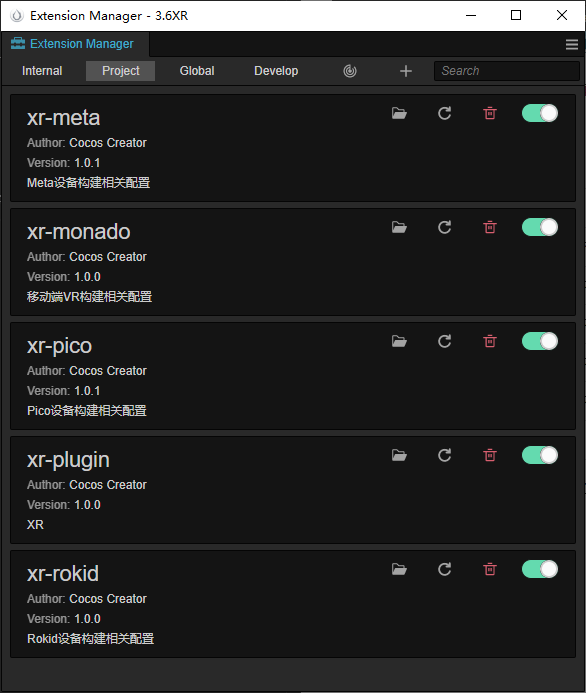 Extension Manager - 3.6XR
Extension Manager
Internal Project Global Develop Search
xr-meta
Author: Cocos Creator
Version: 1.0.1
Meta设备构建相关配置
xr-monado
Author: Cocos Creator
Version: 1.0.0
移动端VR构建相关配置
xr-pico
Author: Cocos Creator
Version: 1.0.1
Pico设备构建相关配置
xr-plugin
Author: Cocos Creator
Version: 1.0.0
XR
xr-rokid
Author: Cocos Creator
Version: 1.0.0
Rokid设备构建相关配置